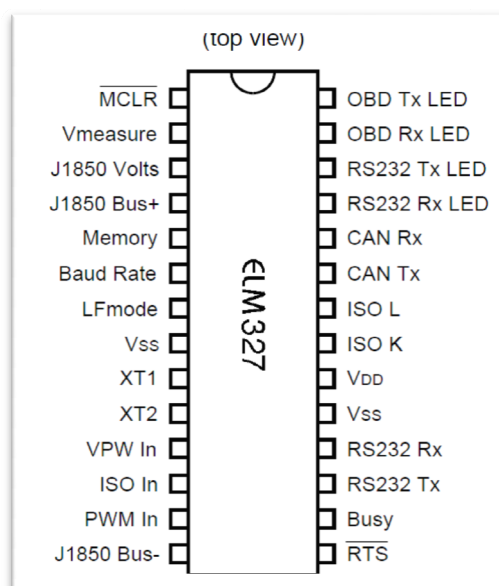 (top view)
MCLR OBD Tx LED
Vmeasure OBD Rx LED
J1850 Volts RS232 Tx LED
J1850 Bus+ RS232 Rx LED
Memory CAN Rx
Baud Rate CAN Tx
LFmode ISO L
Vss ISO K
XT1 VDD
XT2 Vss
VPW In RS232 Rx
ISO In RS232 Tx
PWM In Busy
J1850 Bus- RTS
ELM327